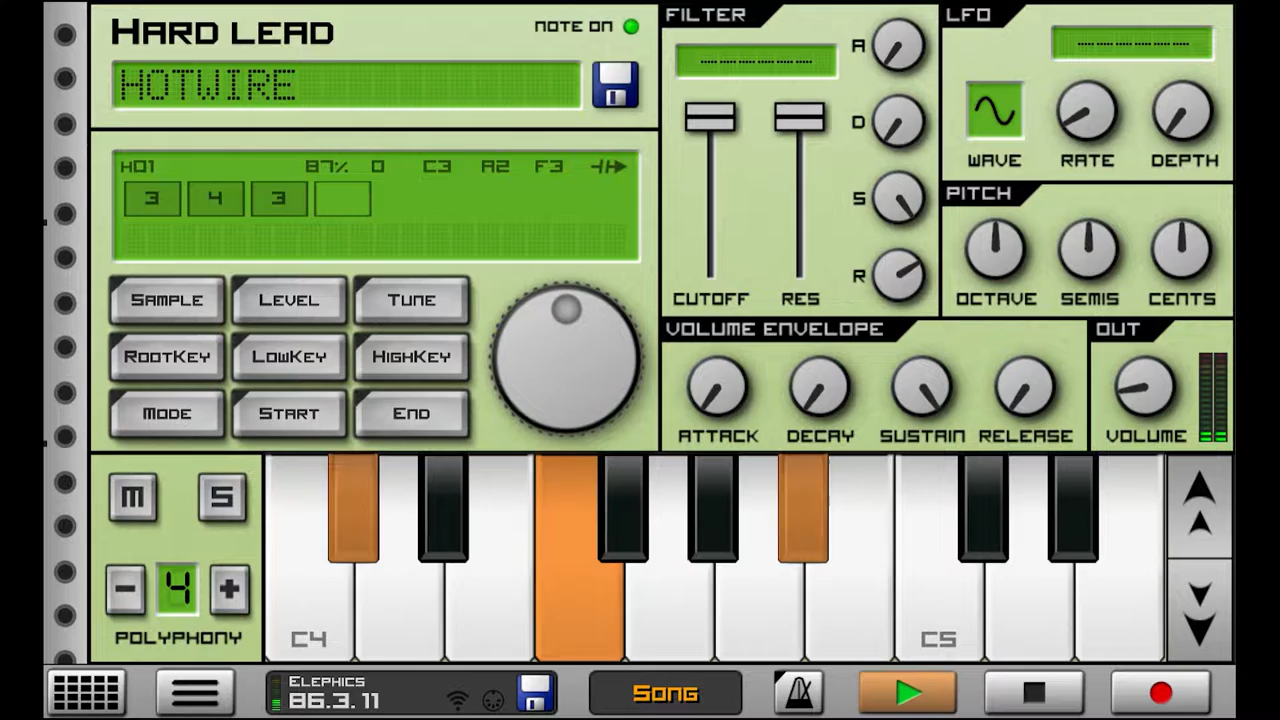 HARD LEAD
NOTE ON
HOTWIRE
H01 87% 0 C3 A2 F3
3 4 3
SAMPLE LEVEL TUNE
ROOTKEY LOWKEY HIGHKEY
MODE START END
FILTER
A
D
S
R
CUTOFF RES
LFO
WAVE RATE DEPTH
PITCH
OCTAVE SEMIS CENTS
VOLUME ENVELOPE
ATTACK DECAY SUSTAIN RELEASE
OUT
VOLUME
M S
- 4 +
POLYPHONY
C4 C5
ELEPHICS
86.3.11
SONG